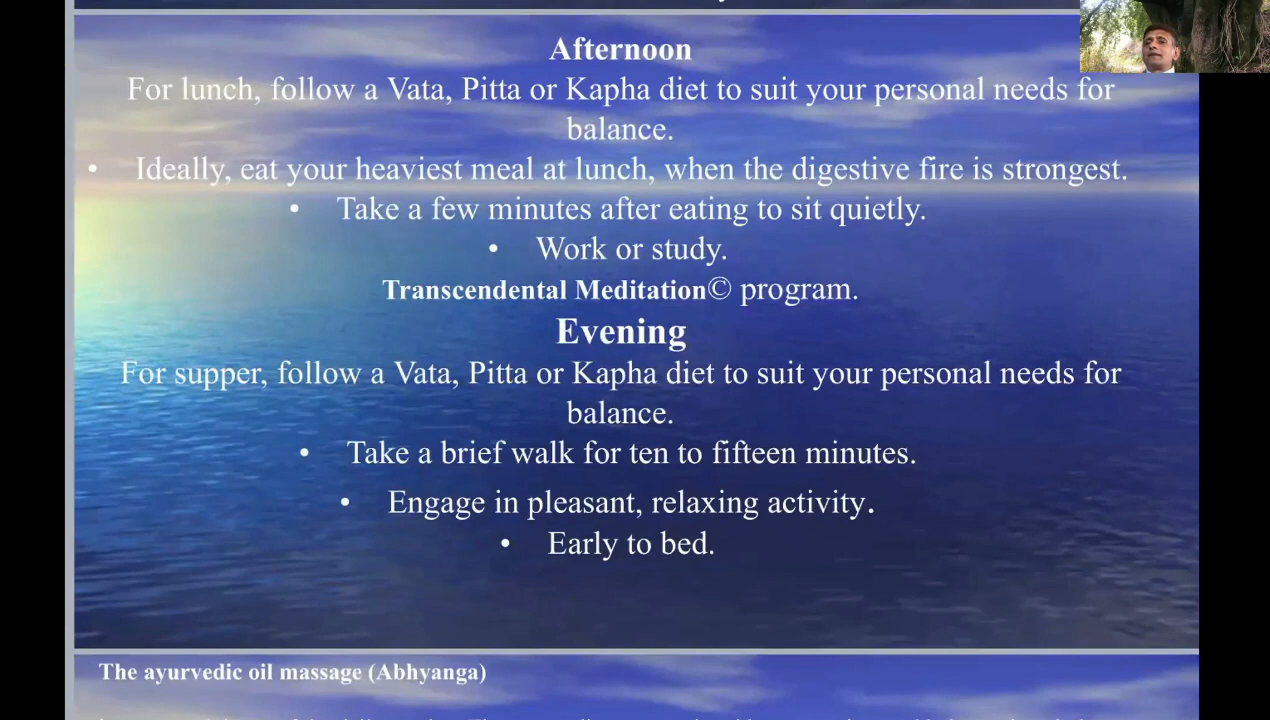 Afternoon
For lunch, follow a Vata, Pitta or Kapha diet to suit your personal needs for
balance.
• Ideally, eat your heaviest meal at lunch, when the digestive fire is strongest.
• Take a few minutes after eating to sit quietly.
• Work or study.
Transcendental Meditation© program.
Evening
For supper, follow a Vata, Pitta or Kapha diet to suit your personal needs for
balance.
• Take a brief walk for ten to fifteen minutes.
• Engage in pleasant, relaxing activity.
• Early to bed.
The ayurvedic oil massage (Abhyanga)